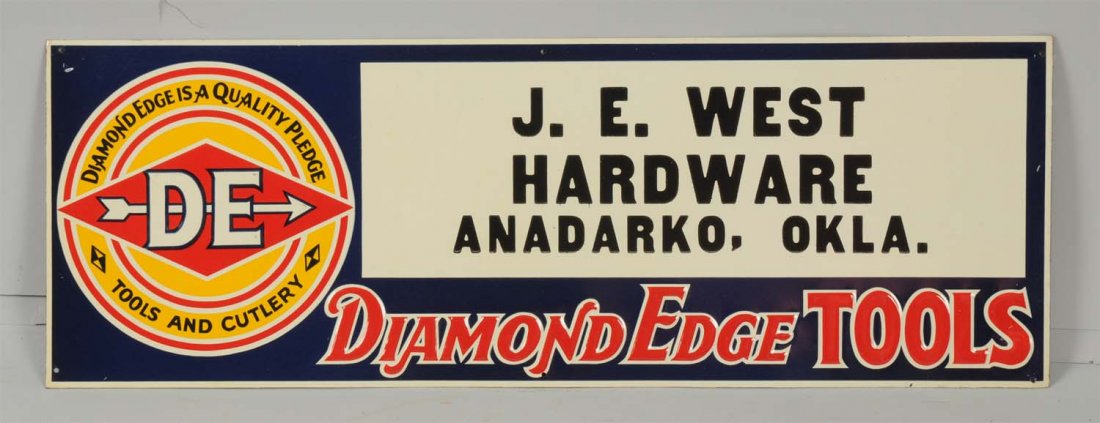 DIAMOND EDGE IS A QUALITY PLEDGE
DE
TOOLS AND CUTLERY
J. E. WEST
HARDWARE
ANADARKO, OKLA.
DIAMOND EDGE TOOLS